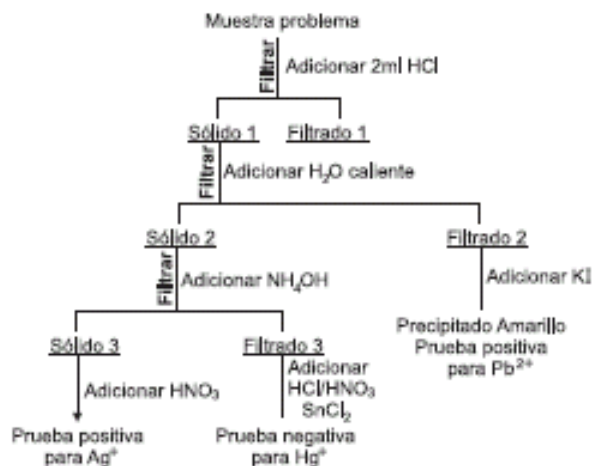 Muestra problema
Filtrar
Adicionar 2ml HCl
Sólido 1
Filtrado 1
Filtrar
Adicionar H₂O caliente
Sólido 2
Filtrado 2
Filtrar
Adicionar NH₄OH
Adicionar KI
Precipitado Amarillo
Prueba positiva
para Pb²⁺
Sólido 3
Filtrado 3
Adicionar HNO₃
Adicionar
HCl/HNO₃
SnCl₂
Prueba positiva
para Ag⁺
Prueba negativa
para Hg⁺